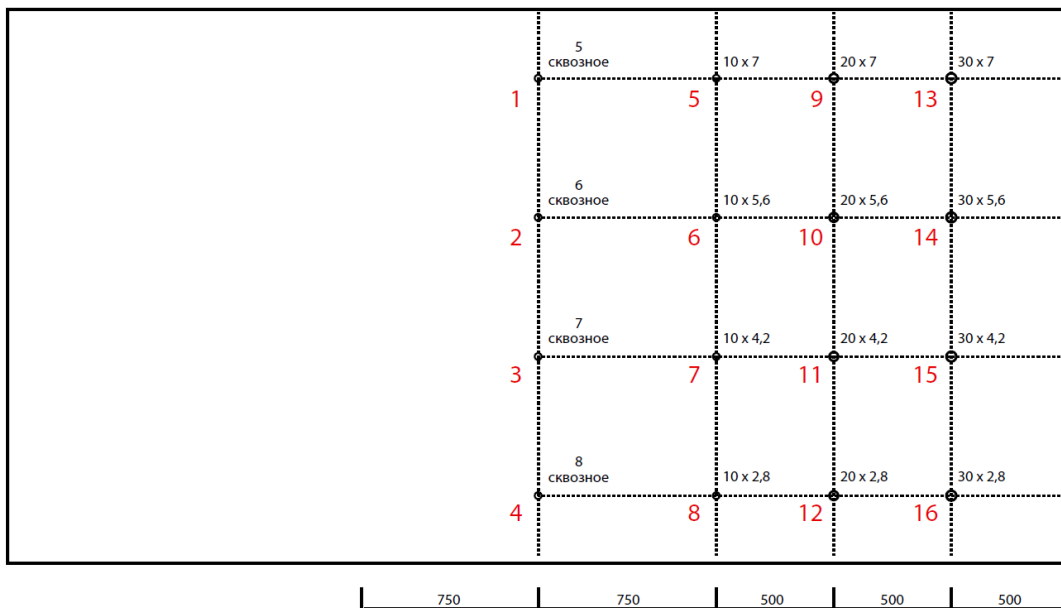 5
сквозное
10 x 7
20 x 7
30 x 7
1
5
9
13
6
сквозное
10 x 5,6
20 x 5,6
30 x 5,6
2
6
10
14
7
сквозное
10 x 4,2
20 x 4,2
30 x 4,2
3
7
11
15
8
сквозное
10 x 2,8
20 x 2,8
30 x 2,8
4
8
12
16
750
750
500
500
500